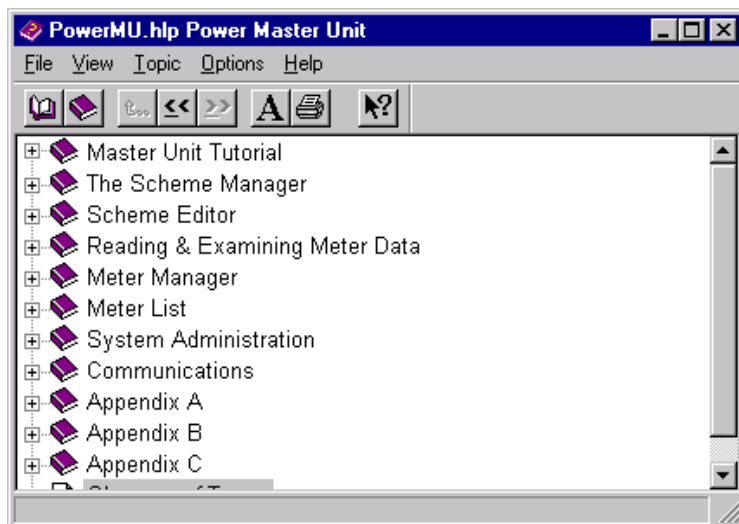 PowerMU.hlp Power Master Unit
File View Topic Options Help
A ?
Master Unit Tutorial
The Scheme Manager
Scheme Editor
Reading & Examining Meter Data
Meter Manager
Meter List
System Administration
Communications
Appendix A
Appendix B
Appendix C